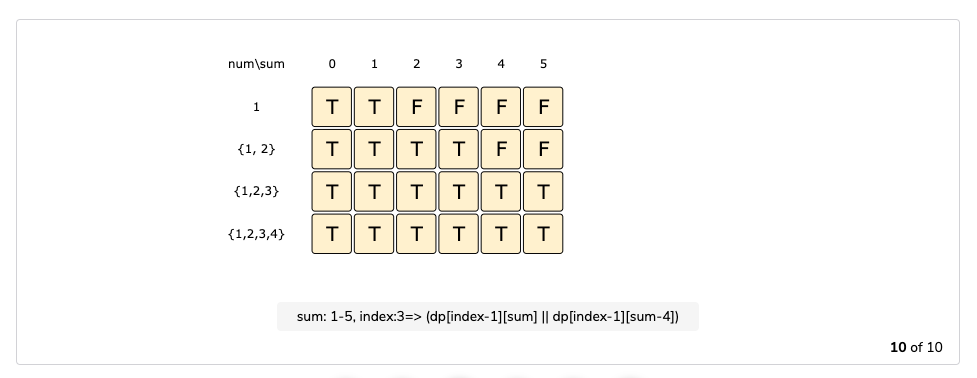 num\sum 0 1 2 3 4 5
1 T T F F F F
{1, 2} T T T T F F
{1,2,3} T T T T T T
{1,2,3,4} T T T T T T
sum: 1-5, index:3=> (dp[index-1][sum] || dp[index-1][sum-4])
10 of 10